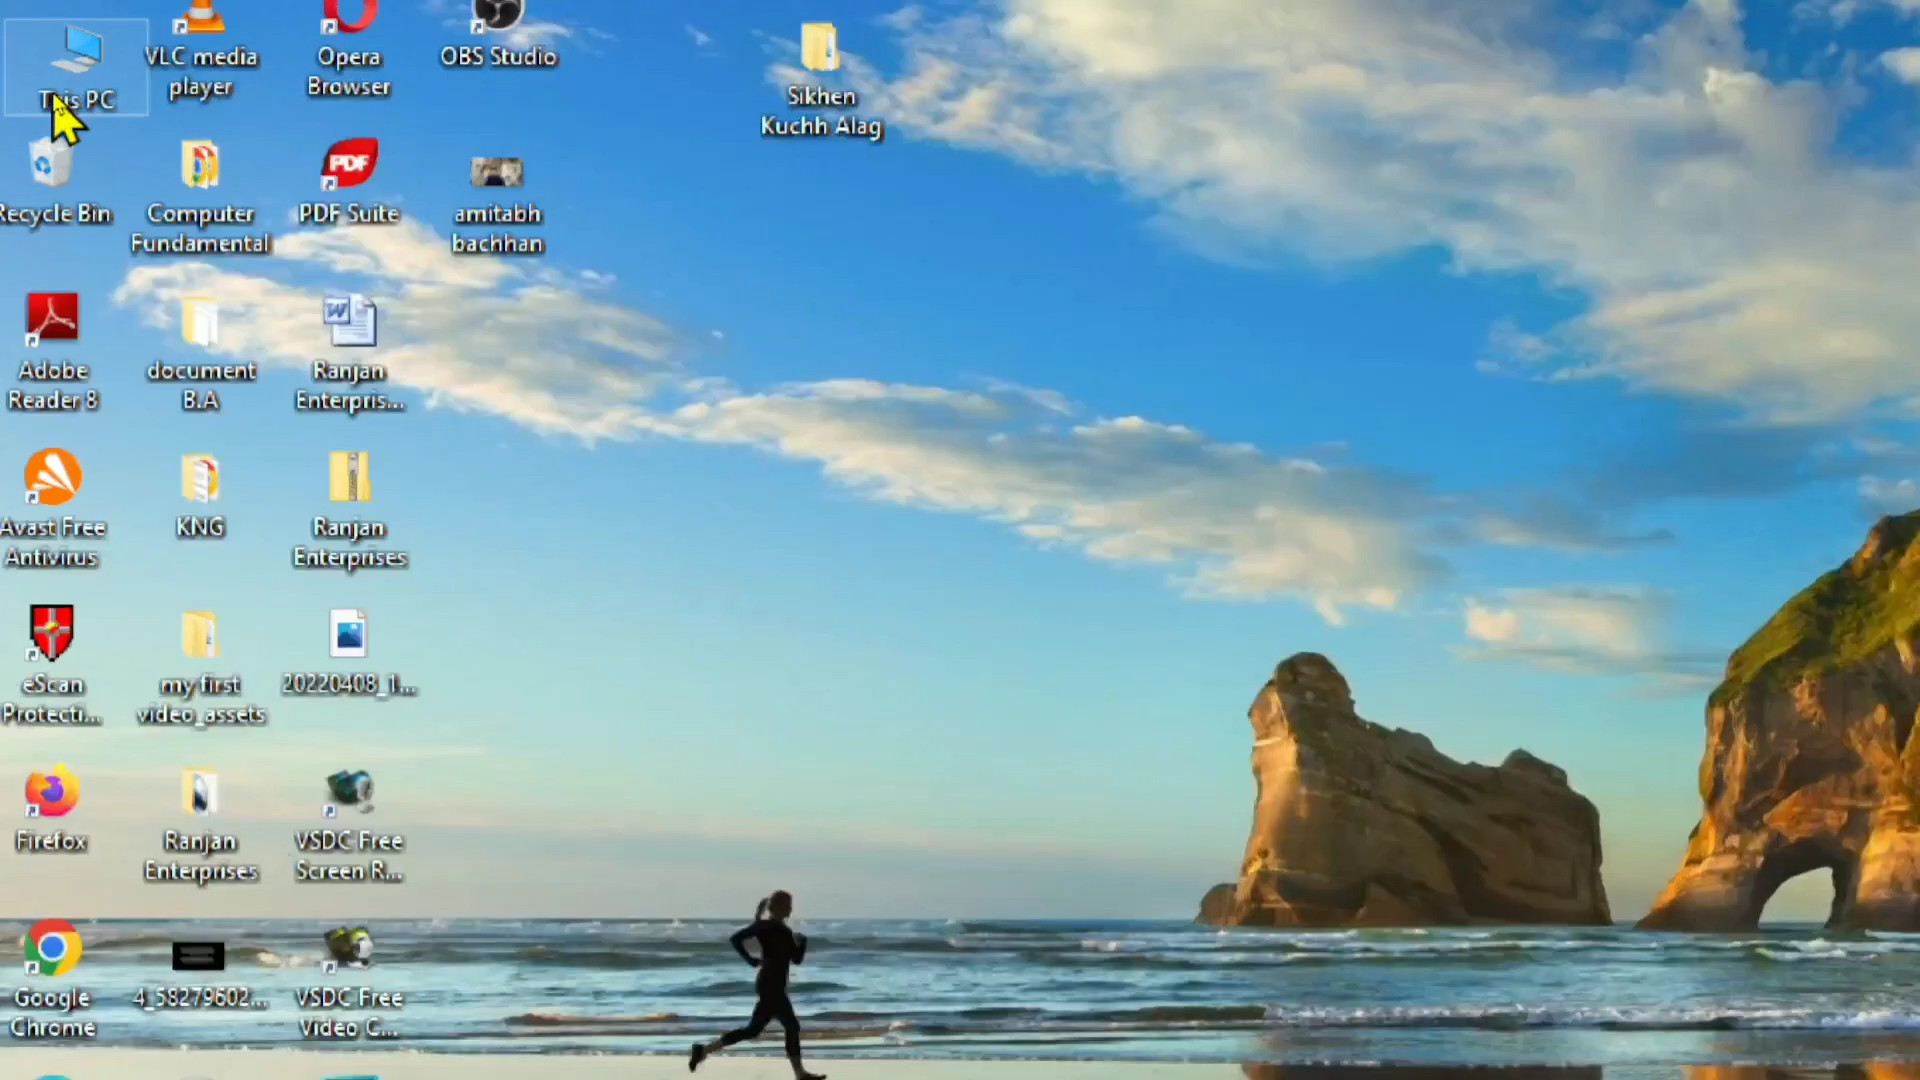 This PC
VLC media
player
Opera
Browser
OBS Studio
Sikhen
Kuchh Alag
Recycle Bin
Computer
Fundamental
PDF
PDF Suite
amitabh
bachhan
Adobe
Reader 8
document
B.A
W
Ranjan
Enterpris...
Avast Free
Antivirus
KNG
Ranjan
Enterprises
eScan
Protecti...
my first
video_assets
20220408_1...
Firefox
Ranjan
Enterprises
VSDC Free
Screen R...
Google
Chrome
4_58279602...
VSDC Free
Video C...